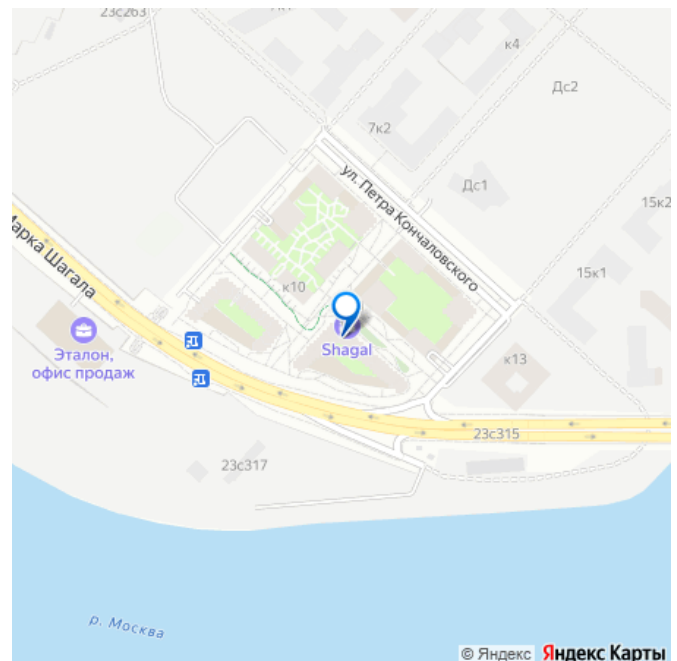 23с263
к4
Дс2
7к2
ул. Петра Кончаловского
Дс1
15к2
Марка Шагала
к10
15к1
Shagal
Эталон,
офис продаж
к13
23с315
23с317
р. Москва
© Яндекс Яндекс Карты